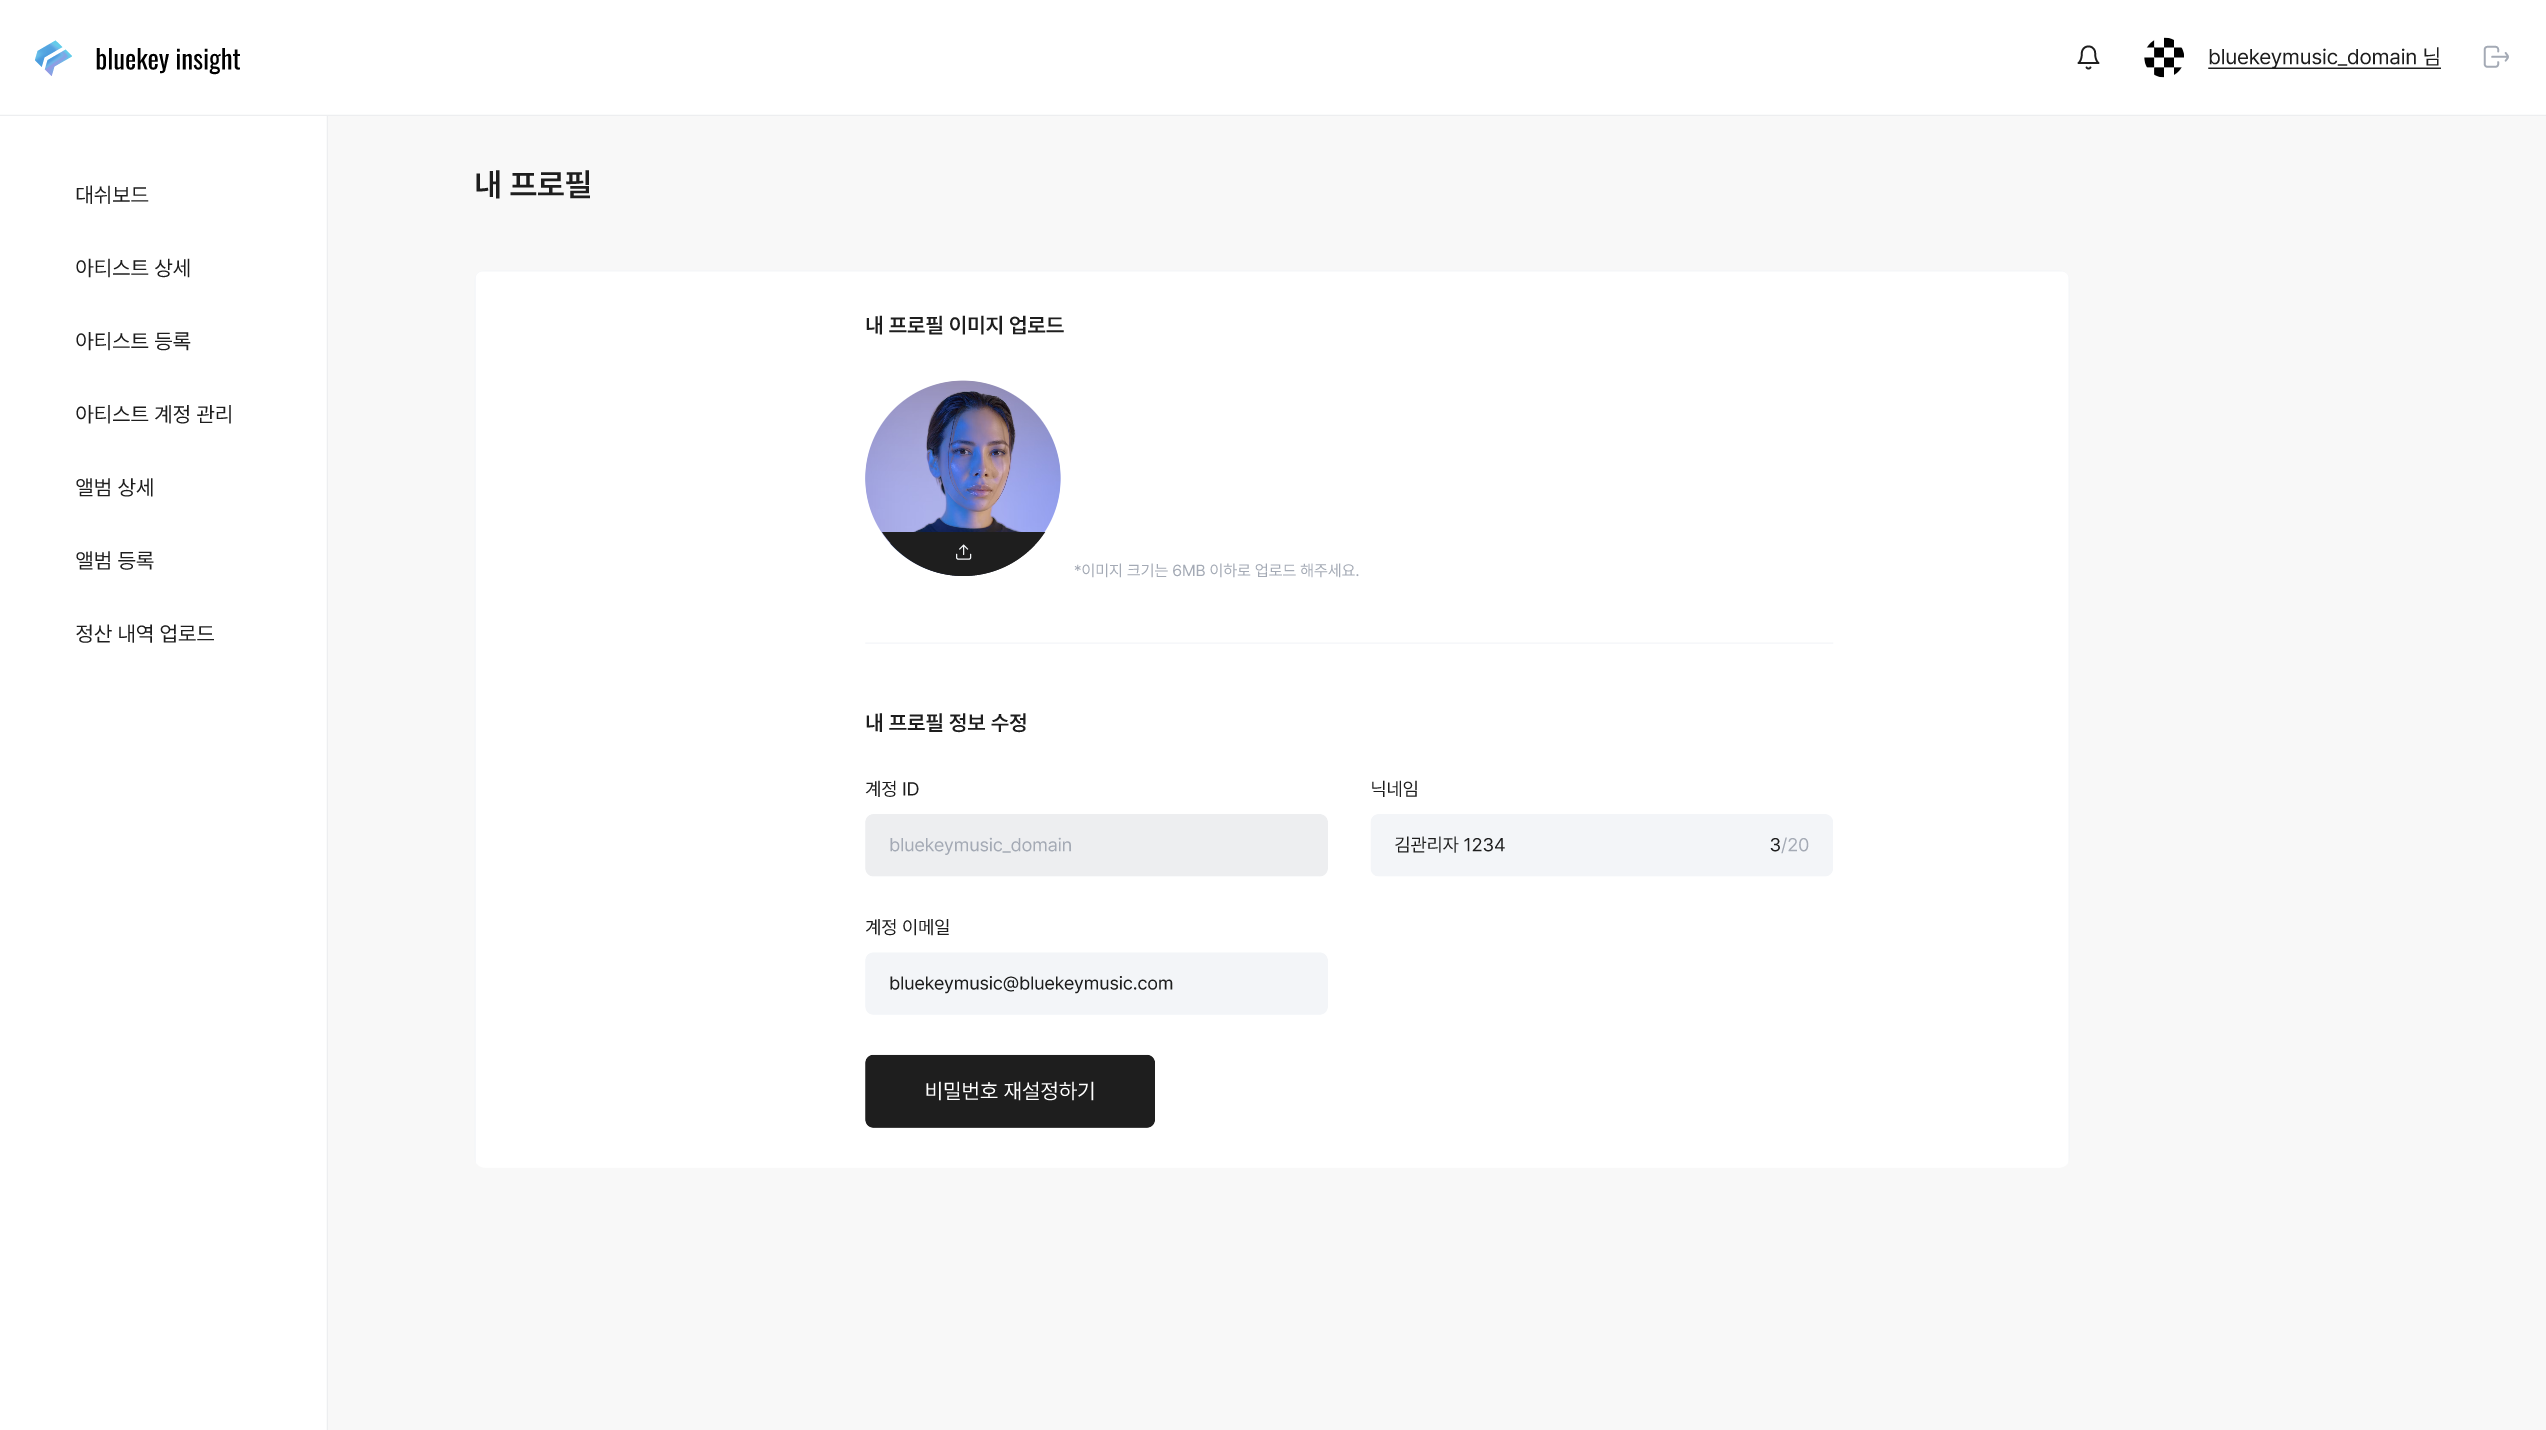 bluekey insight
bluekeymusic_domain 님
대쉬보드
아티스트 상세
아티스트 등록
아티스트 계정 관리
앨범 상세
앨범 등록
정산 내역 업로드
내 프로필
내 프로필 이미지 업로드
*이미지 크기는 6MB 이하로 업로드 해주세요.
내 프로필 정보 수정
계정 ID
bluekeymusic_domain
닉네임
김관리자 1234
3/20
계정 이메일
bluekeymusic@bluekeymusic.com
비밀번호 재설정하기